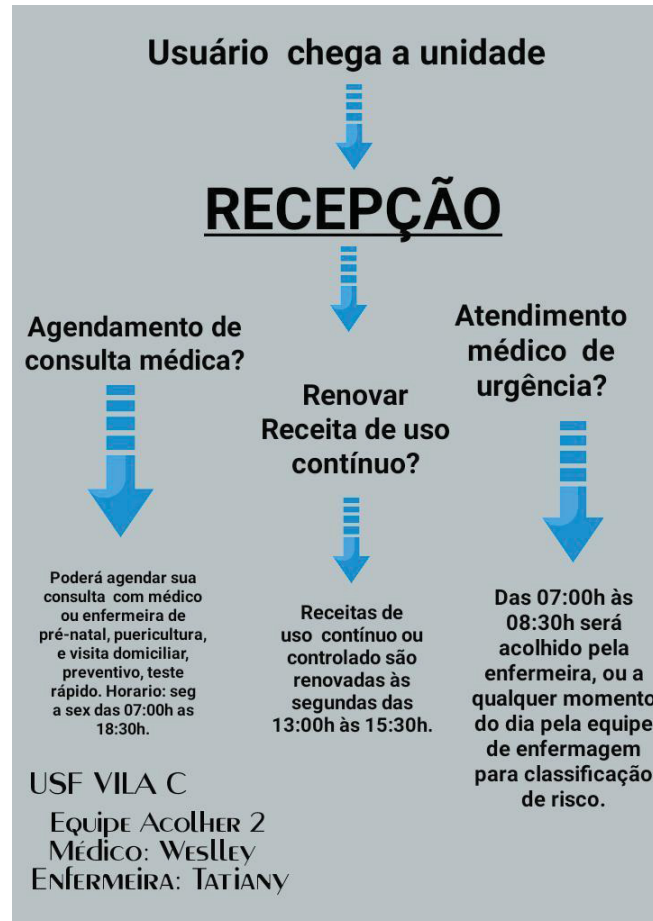 Usuário chega a unidade
RECEPÇÃO
Agendamento de
consulta médica?
Poderá agendar sua
consulta com médico
ou enfermeira de
pré-natal, puericultura,
e visita domiciliar,
preventivo, teste
rápido. Horario: seg
a sex das 07:00h as
18:30h.
Renovar
Receita de uso
contínuo?
Receitas de
uso contínuo ou
controlado são
renovadas às
segundas das
13:00h às 15:30h.
Atendimento
médico de
urgência?
Das 07:00h às
08:30h será
acolhido pela
enfermeira, ou a
qualquer momento
do dia pela equipe
de enfermagem
para classificação
de risco.
USF VILA C
Equipe Acolher 2
Médico: Weslley
Enfermeira: Tatiany